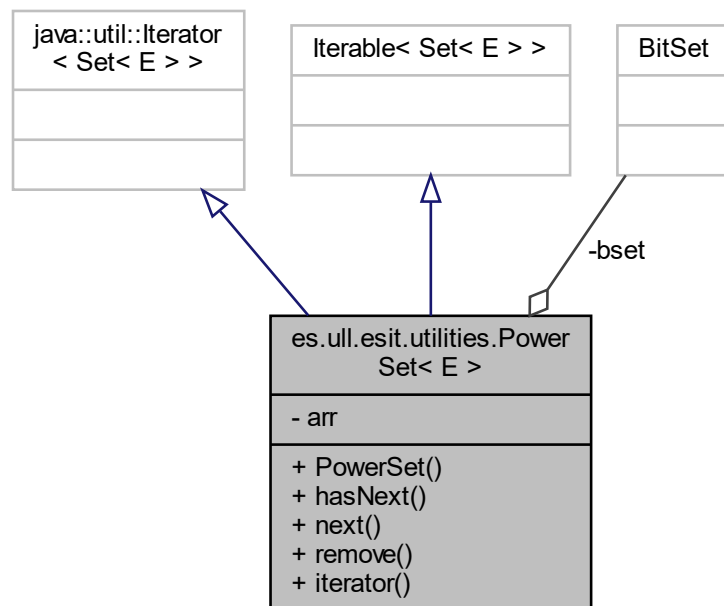 java::util::Iterator
< Set< E > >
Iterable< Set< E > >
BitSet
-bset
es.ull.esit.utilities.Power
Set< E >
- arr
+ PowerSet()
+ hasNext()
+ next()
+ remove()
+ iterator()